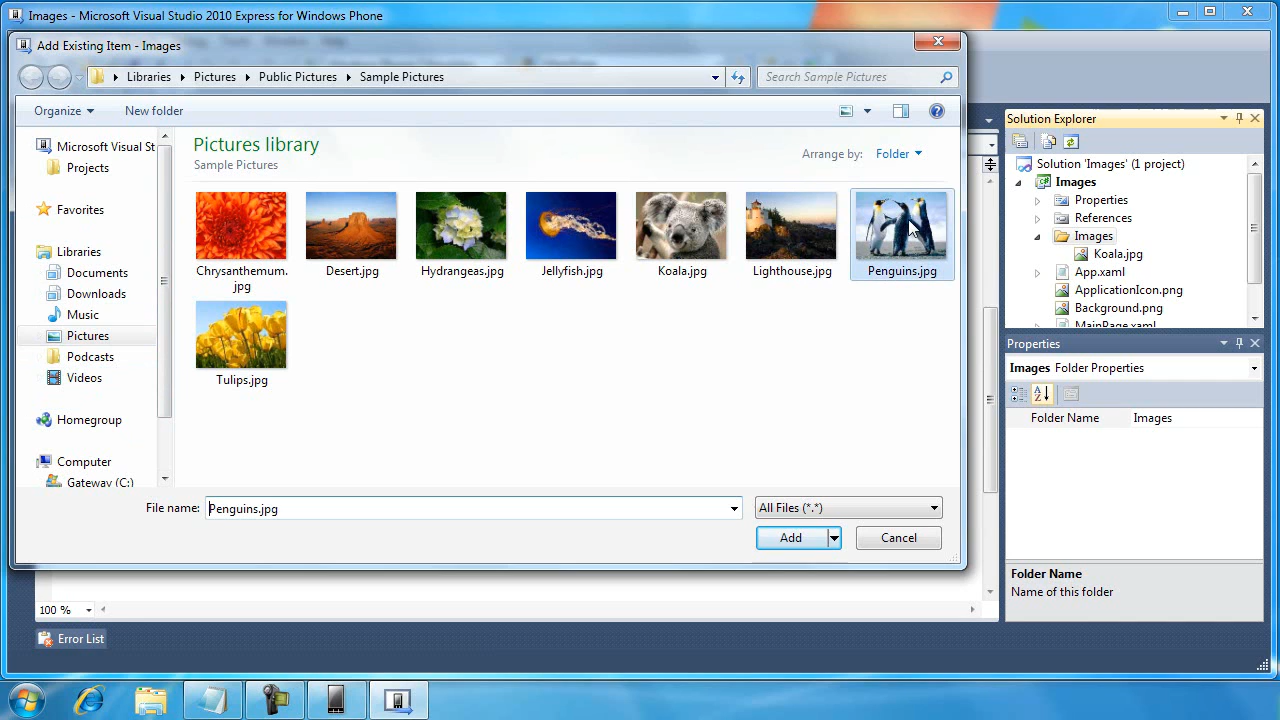 Images - Microsoft Visual Studio 2010 Express for Windows Phone
Add Existing Item - Images
Libraries Pictures Public Pictures Sample Pictures
Search Sample Pictures
Organize New folder
Microsoft Visual St
Projects
Favorites
Libraries
Documents
Downloads
Music
Pictures
Podcasts
Videos
Homegroup
Computer
Gateway (C:)
Pictures library
Sample Pictures
Arrange by: Folder
Chrysanthemum.
jpg
Desert.jpg
Hydrangeas.jpg
Jellyfish.jpg
Koala.jpg
Lighthouse.jpg
Penguins.jpg
Tulips.jpg
File name: Penguins.jpg
All Files (*.*)
Add
Cancel
Solution Explorer
Solution 'Images' (1 project)
Images
Properties
References
Images
Koala.jpg
App.xaml
ApplicationIcon.png
Background.png
MainPage.xaml
Properties
Images Folder Properties
A
Z
Folder Name Images
Folder Name
Name of this folder
100 %
Error List